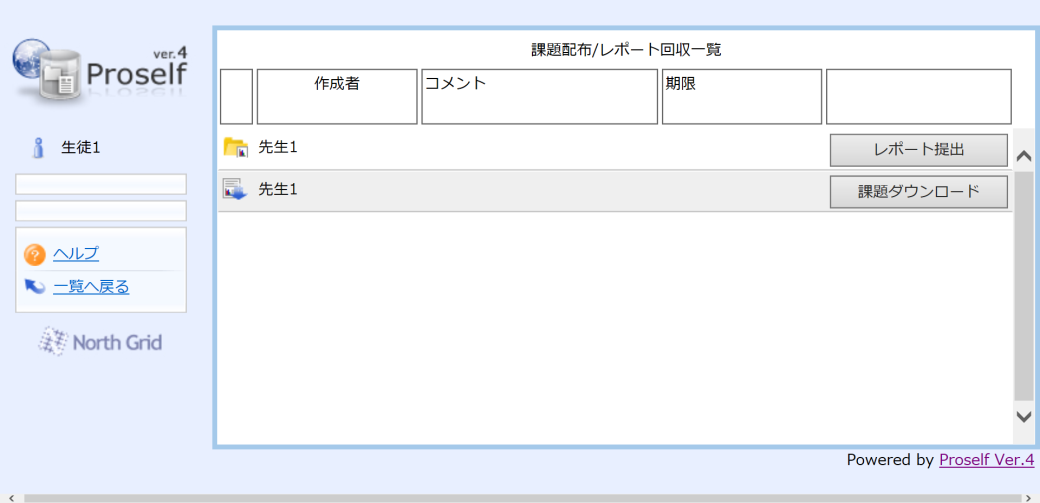 ver.4
Proself
生徒1
ヘルプ
一覧へ戻る
North Grid
課題配布/レポート回収一覧
作成者 コメント 期限
先生1 レポート提出
先生1 課題ダウンロード
Powered by Proself Ver.4